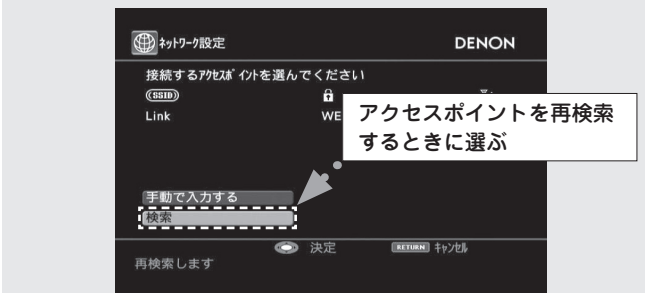 ﾈｯﾄﾜｰｸ設定
DENON
接続するｱｸｾｽﾎﾟｲﾝﾄを選んでください
(SSID)
Link
WE
アクセスポイントを再検索
するときに選ぶ
手動で入力する
検索
決定
RETURN ｷｬﾝｾﾙ
再検索します